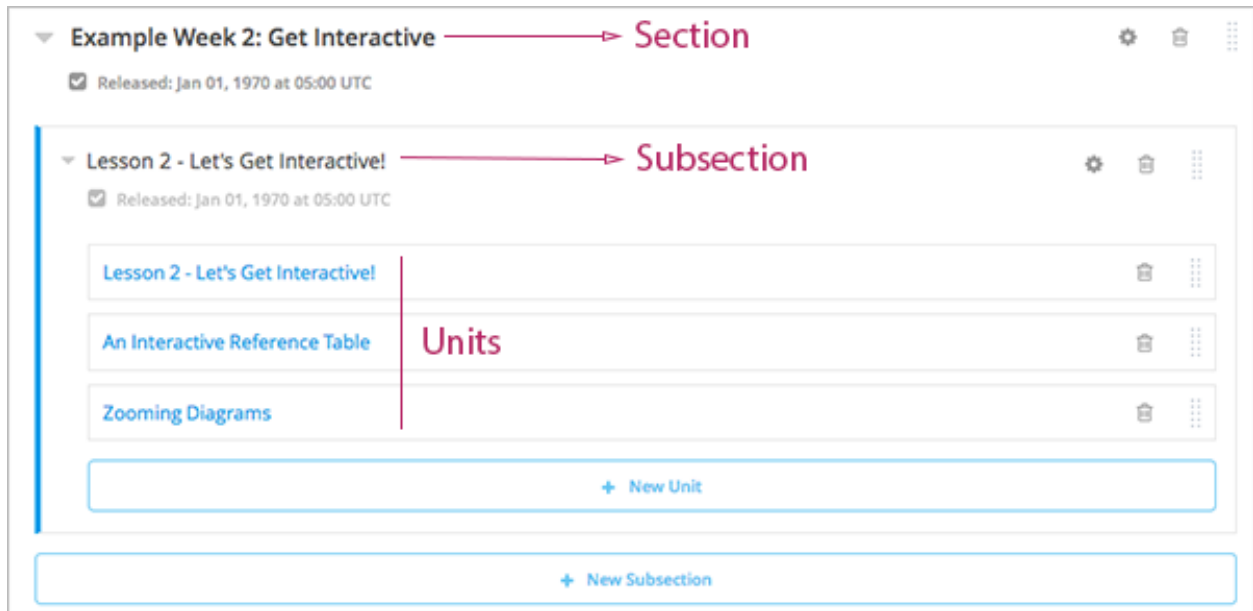 Example Week 2: Get Interactive Section
Released: Jan 01, 1970 at 05:00 UTC
Lesson 2 - Let's Get Interactive! Subsection
Released: Jan 01, 1970 at 05:00 UTC
Lesson 2 - Let's Get Interactive!
An Interactive Reference Table Units
Zooming Diagrams
+ New Unit
+ New Subsection